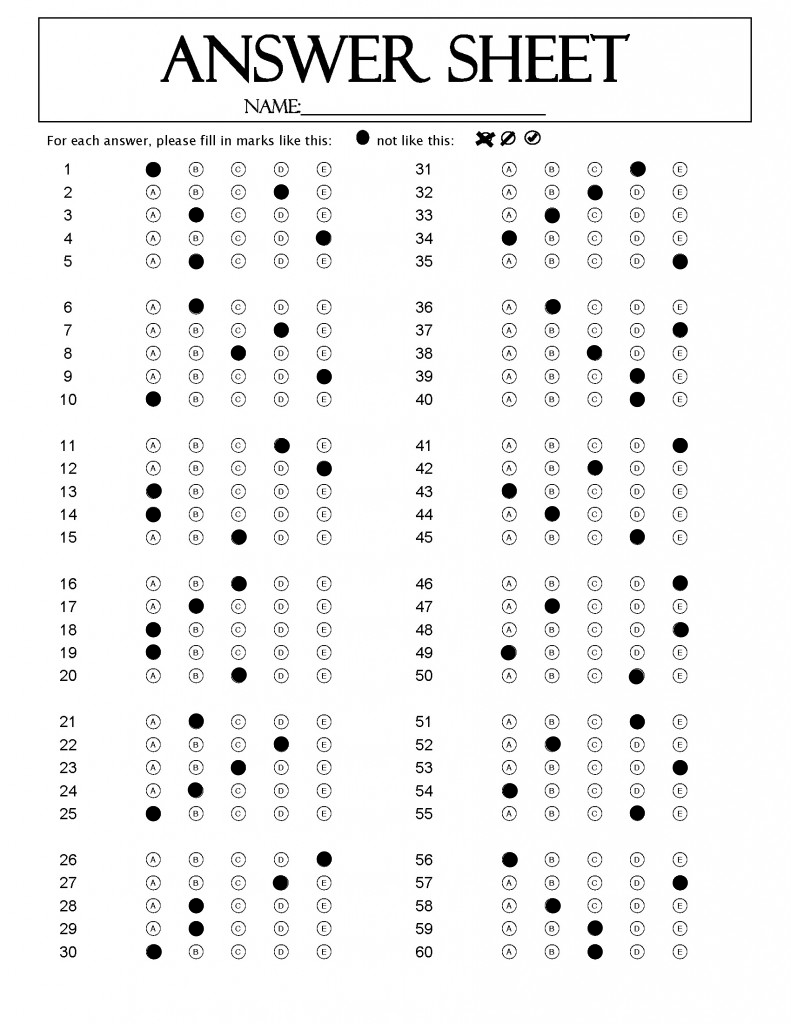 ANSWER SHEET
NAME:
For each answer, please fill in marks like this: not like this:
1 B C D E 31 A B C E
2 A B C E 32 A B D E
3 A C D E 33 A C D E
4 A B C D 34 B C D E
5 A C D E 35 A B C D
6 A C D E 36 A C D E
7 A B C E 37 A B C D
8 A B D E 38 A B D E
9 A B C D 39 A B C E
10 B C D E 40 A B C E
11 A B C E 41 A B C D
12 A B C D 42 A B D E
13 B C D E 43 B C D E
14 B C D E 44 A C D E
15 A B D E 45 A B C E
16 A B D E 46 A B C D
17 A C D E 47 A C D E
18 B C D E 48 A B C D
19 B C D E 49 B C D E
20 A B D E 50 A B C E
21 A C D E 51 A B C E
22 A B C E 52 A C D E
23 A B D E 53 A B C D
24 A C D E 54 B C D E
25 B C D E 55 A B C E
26 A B C D 56 B C D E
27 A B C E 57 A B C D
28 A C D E 58 A C D E
29 A C D E 59 A B D E
30 B C D E 60 A B D E